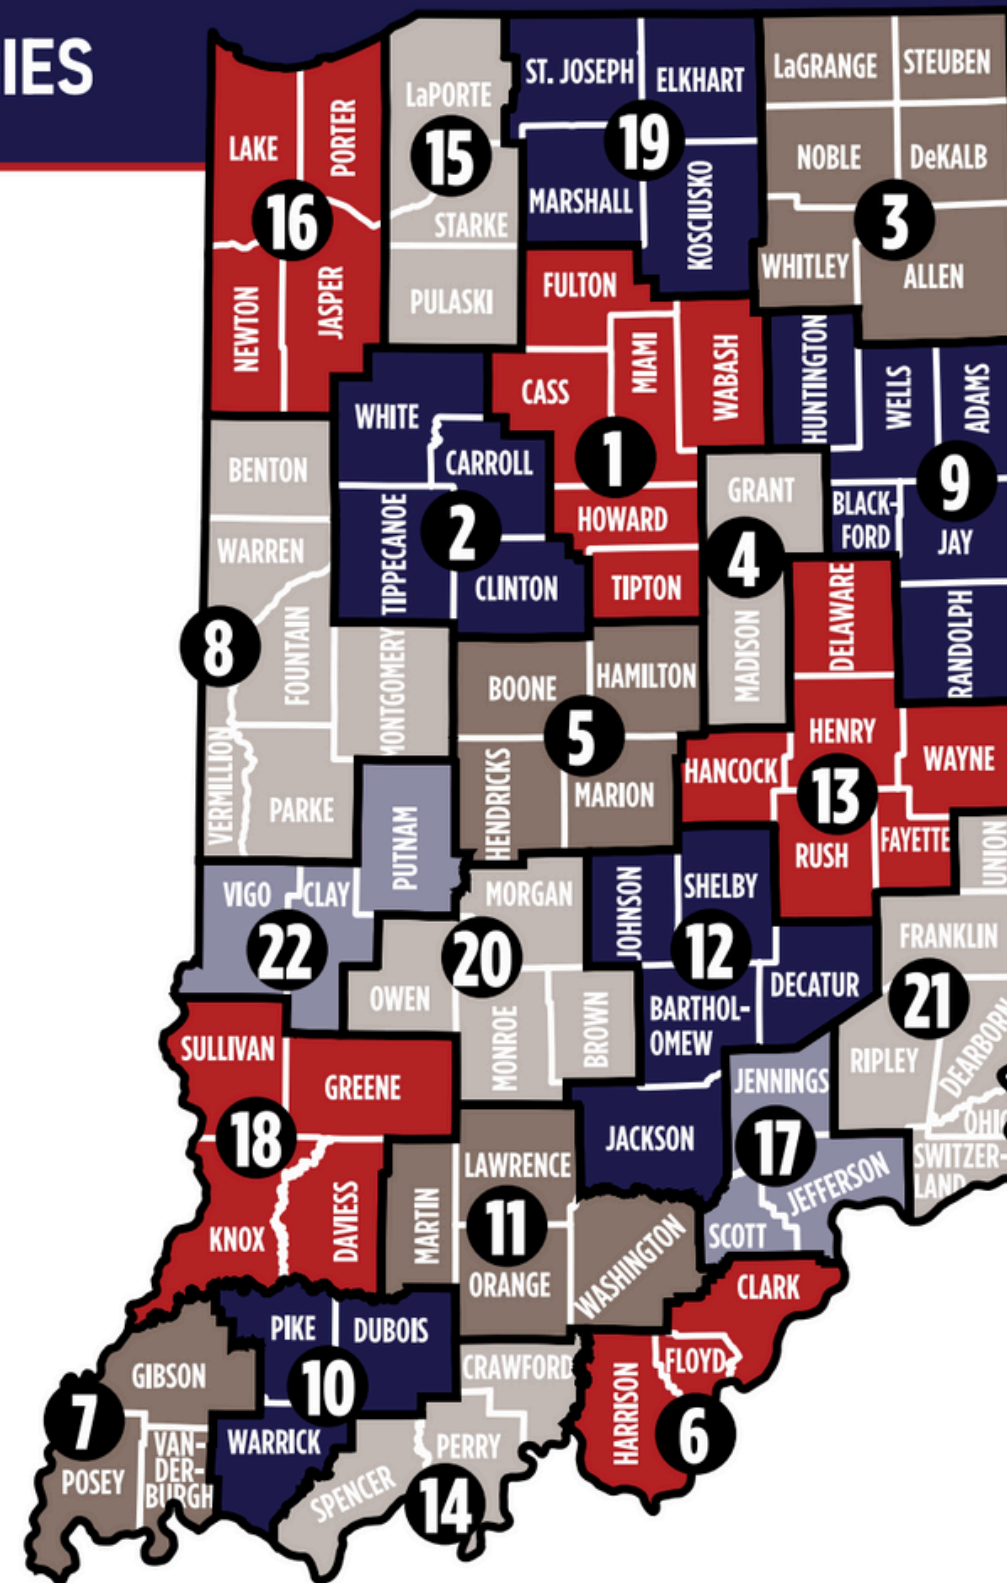 IES
ST. JOSEPH
ELKHART
LaGRANGE
STEUBEN
LaPORTE
LAKE
PORTER
15
19
NOBLE
DeKALB
MARSHALL
KOSCIUSKO
16
STARKE
3
WHITLEY
ALLEN
NEWTON
JASPER
PULASKI
FULTON
MIAMI
WABASH
HUNTINGTON
WELLS
ADAMS
CASS
WHITE
CARROLL
1
BENTON
GRANT
9
BLACK-
FORD
TIPPECANOE
2
HOWARD
JAY
WARREN
4
CLINTON
TIPTON
DELAWARE
RANDOLPH
8
FOUNTAIN
MONTGOMERY
MADISON
BOONE
HAMILTON
HENRY
5
HANCOCK
WAYNE
VERMILLION
PARKE
HENDRICKS
MARION
13
PUTNAM
RUSH
FAYETTE
UNION
VIGO
CLAY
MORGAN
JOHNSON
SHELBY
22
20
12
FRANKLIN
OWEN
MONROE
BROWN
BARTHOL-
OMEW
DECATUR
21
SULLIVAN
RIPLEY
DEARBORN
GREENE
JENNINGS
18
JACKSON
17
OHIO
SWITZER-
LAND
LAWRENCE
MARTIN
JEFFERSON
KNOX
DAVIESS
11
SCOTT
ORANGE
WASHINGTON
CLARK
PIKE
DUBOIS
GIBSON
10
CRAWFORD
FLOYD
HARRISON
7
WARRICK
PERRY
6
POSEY
VAN-
DER-
BURGH
SPENCER
14